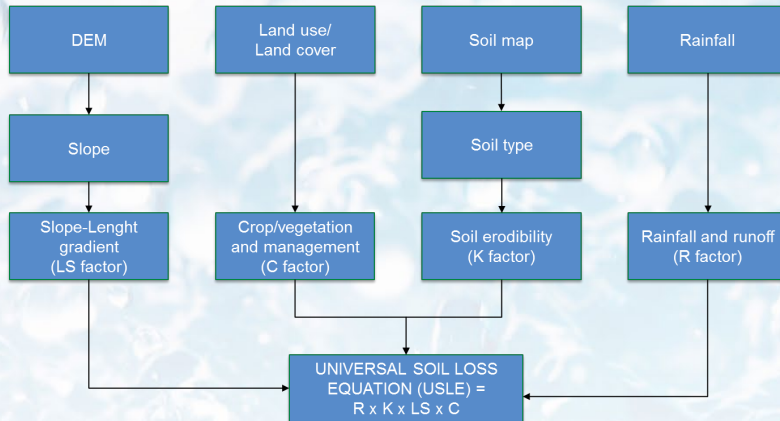 DEM
Land use/
Land cover
Soil map
Rainfall
Slope
Soil type
Slope-Lenght
gradient
(LS factor)
Crop/vegetation
and management
(C factor)
Soil erodibility
(K factor)
Rainfall and runoff
(R factor)
UNIVERSAL SOIL LOSS
EQUATION (USLE) =
R x K x LS x C